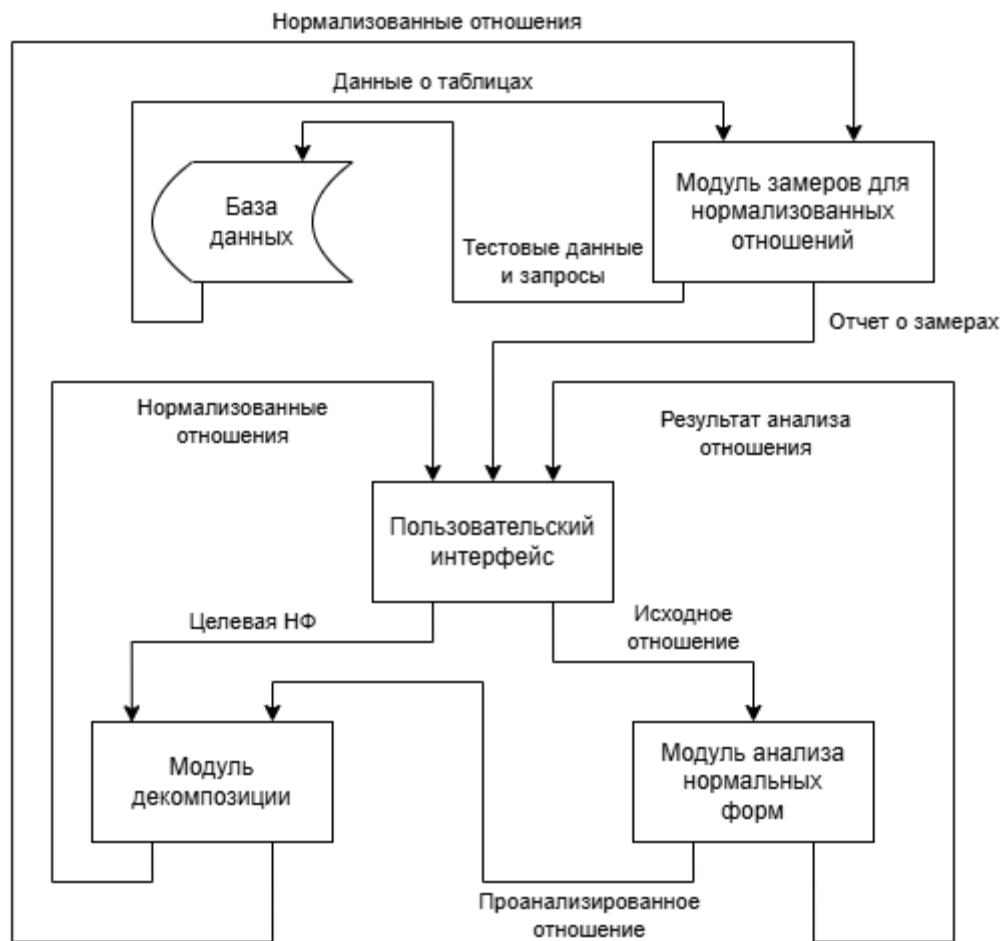 Нормализованные отношения
Данные о таблицах
База
данных
Модуль замеров для
нормализованных
отношений
Тестовые данные
и запросы
Отчет о замерах
Нормализованные
отношения
Результат анализа
отношения
Пользовательский
интерфейс
Целевая НФ
Исходное
отношение
Модуль
декомпозиции
Модуль анализа
нормальных
форм
Проанализированное
отношение